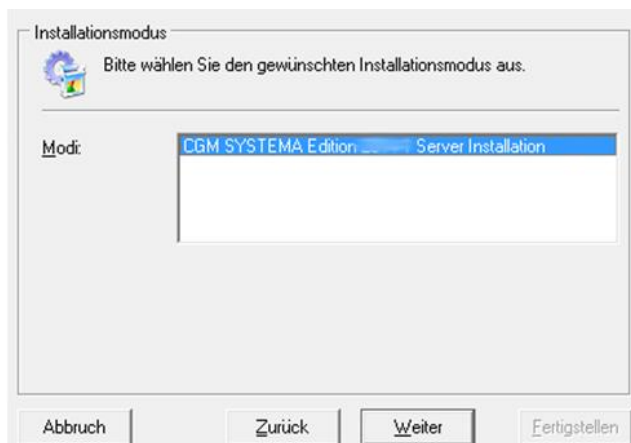 Installationsmodus
Bitte wählen Sie den gewünschten Installationsmodus aus.
Modi:
CGM SYSTEMA Edition Server Installation
Abbruch
Zurück
Weiter
Fertigstellen